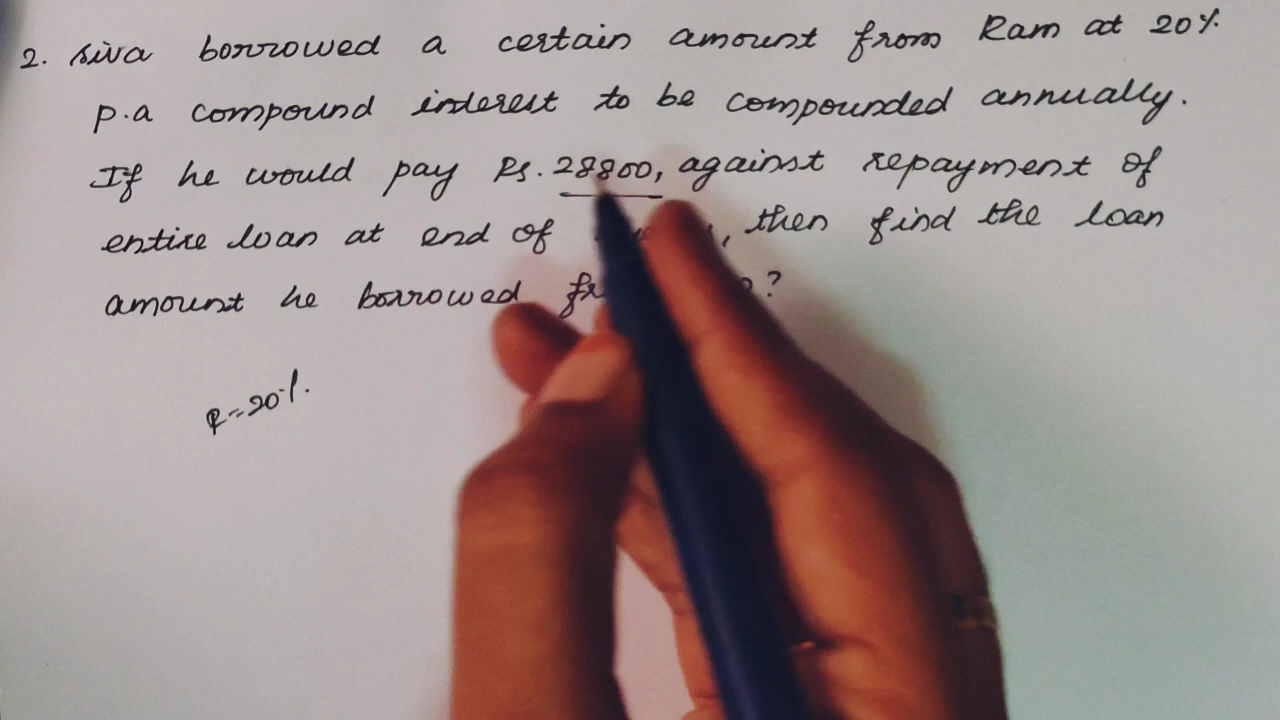 2. Siva borrowed a certain amount from Ram at 20%
p.a compound interest to be compounded annually.
If he would pay Rs. 28800, against repayment of
entire loan at end of , then find the loan
amount he borrowed ?
R=20%.